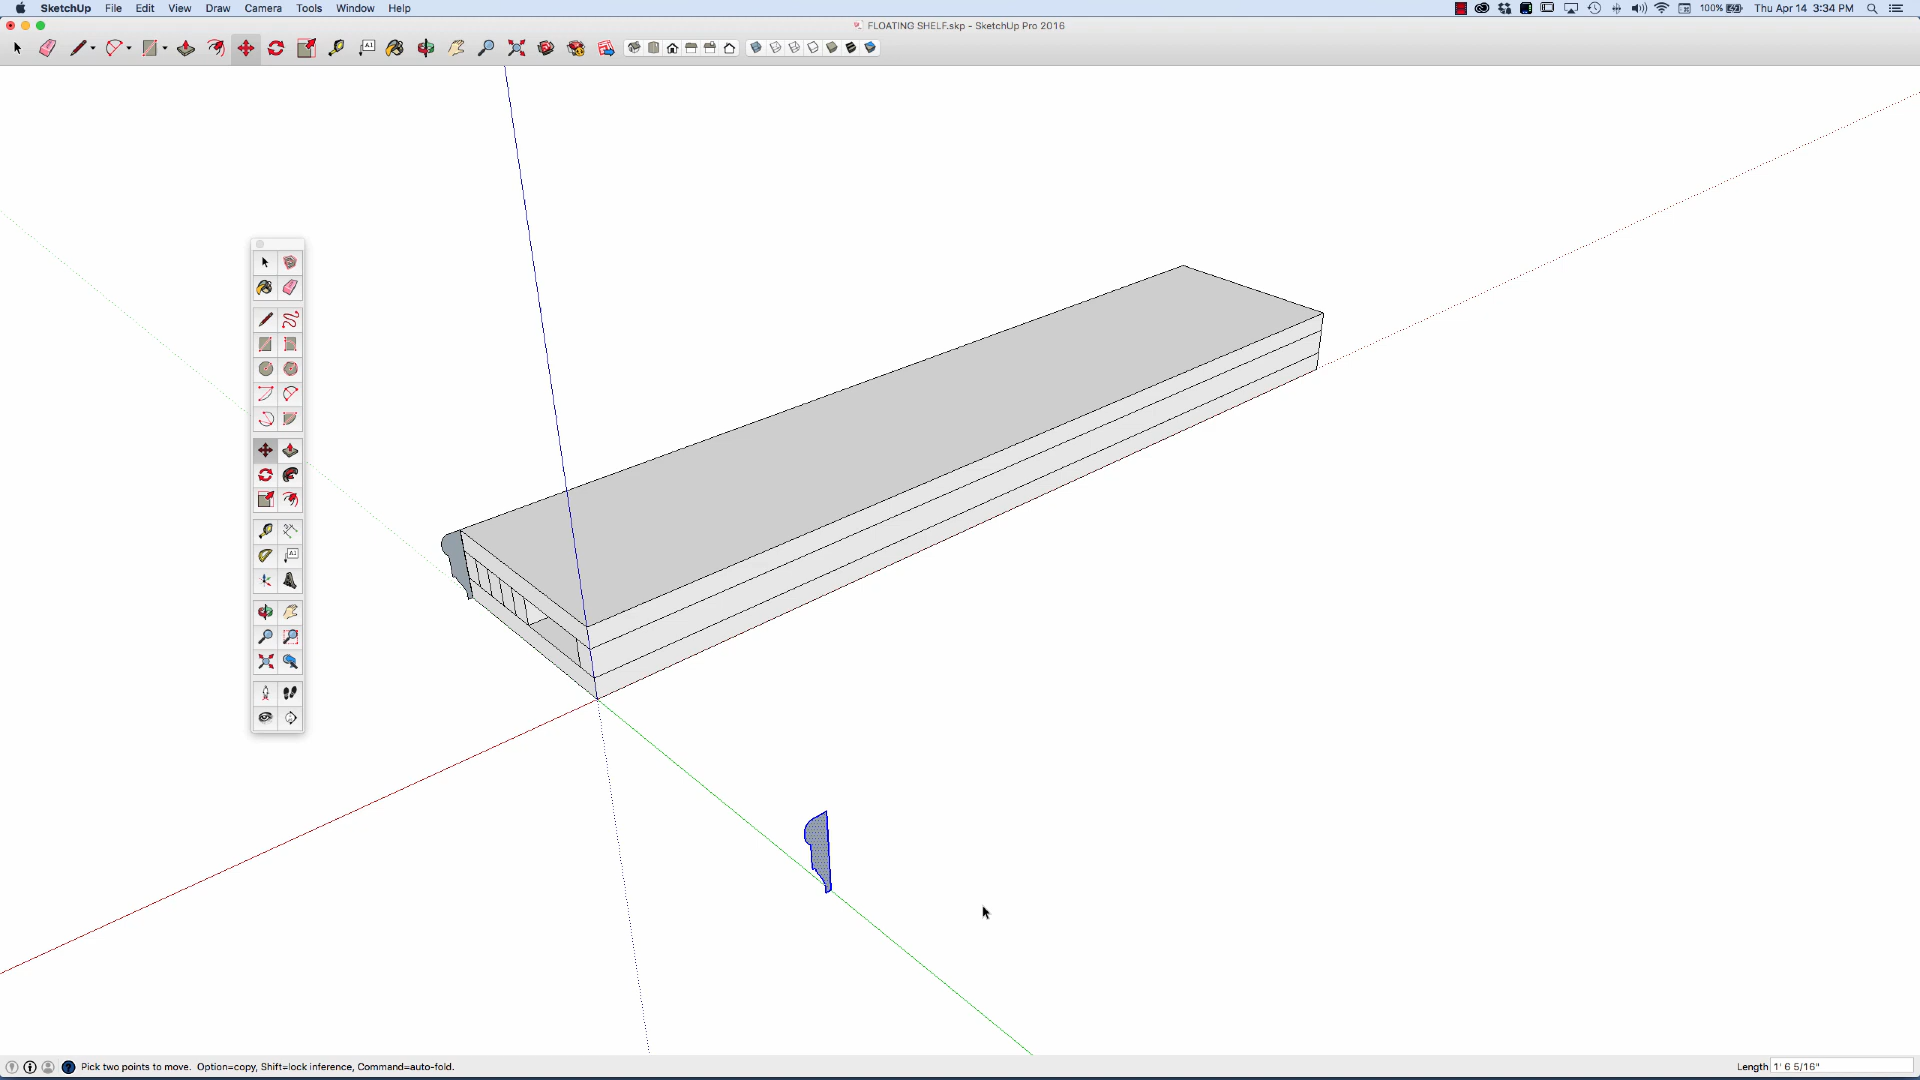 SketchUp File Edit View Draw Camera Tools Window Help
100% Thu Apr 14 3:34 PM
FLOATING SHELF.skp - SketchUp Pro 2016
A1
A1
Pick two points to move. Option=copy, Shift=lock inference, Command=auto-fold.
Length 1' 6 5/16"